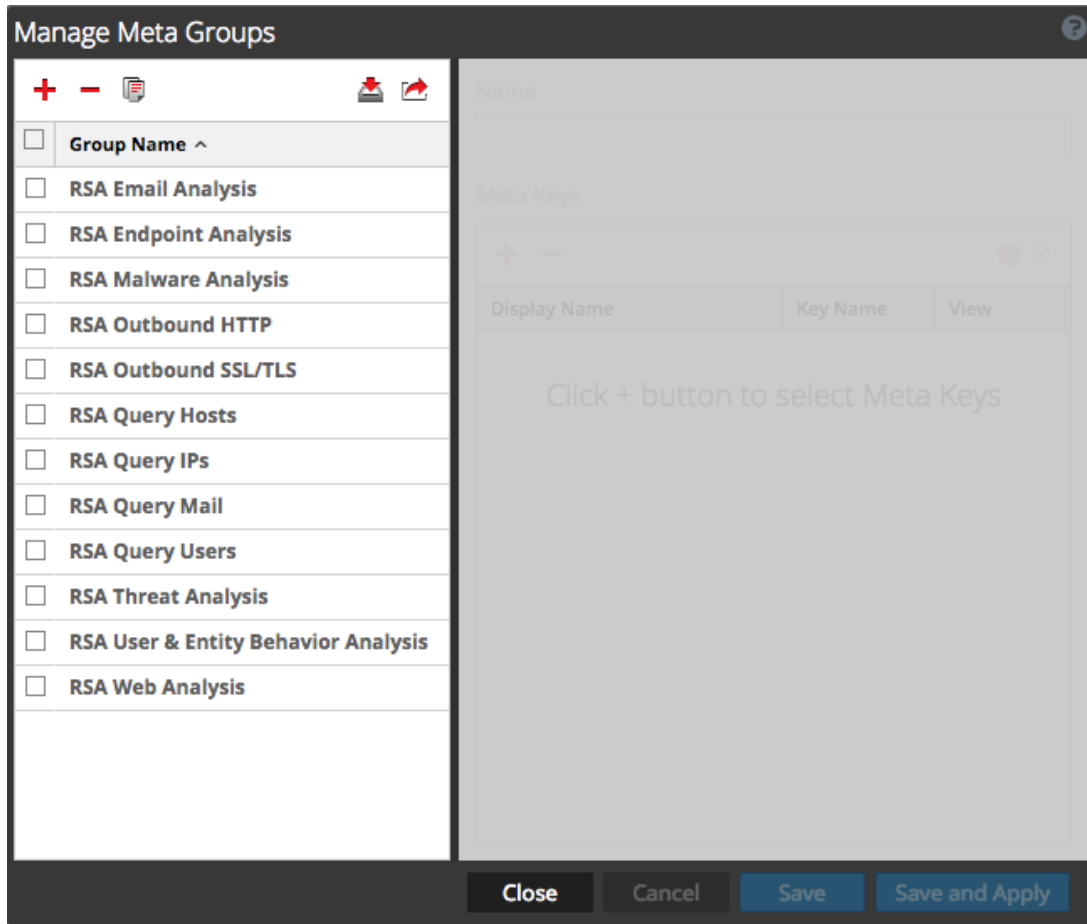 Manage Meta Groups
Group Name
RSA Email Analysis
RSA Endpoint Analysis
RSA Malware Analysis
RSA Outbound HTTP
RSA Outbound SSL/TLS
RSA Query Hosts
RSA Query IPs
RSA Query Mail
RSA Query Users
RSA Threat Analysis
RSA User & Entity Behavior Analysis
RSA Web Analysis
Name
Meta Keys
Display Name Key Name View
Click + button to select Meta Keys
Close Cancel Save Save and Apply